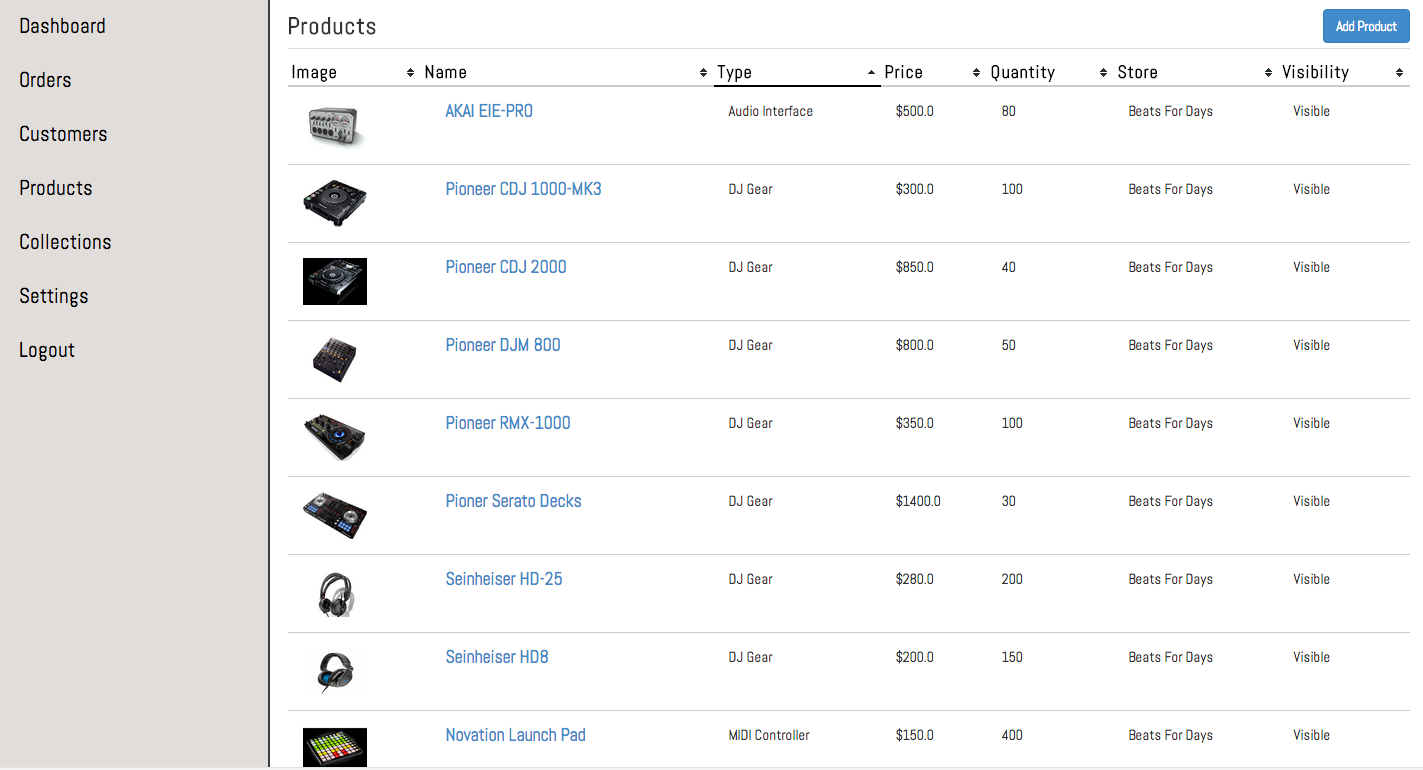 Dashboard
Orders
Customers
Products
Collections
Settings
Logout
Products
Add Product
Image Name Type Price Quantity Store Visibility
AKAI EIE-PRO Audio Interface $500.0 80 Beats For Days Visible
Pioneer CDJ 1000-MK3 DJ Gear $300.0 100 Beats For Days Visible
Pioneer CDJ 2000 DJ Gear $850.0 40 Beats For Days Visible
Pioneer DJM 800 DJ Gear $800.0 50 Beats For Days Visible
Pioneer RMX-1000 DJ Gear $350.0 100 Beats For Days Visible
Pioner Serato Decks DJ Gear $1400.0 30 Beats For Days Visible
Seinheiser HD-25 DJ Gear $280.0 200 Beats For Days Visible
Seinheiser HD8 DJ Gear $200.0 150 Beats For Days Visible
Novation Launch Pad MIDI Controller $150.0 400 Beats For Days Visible